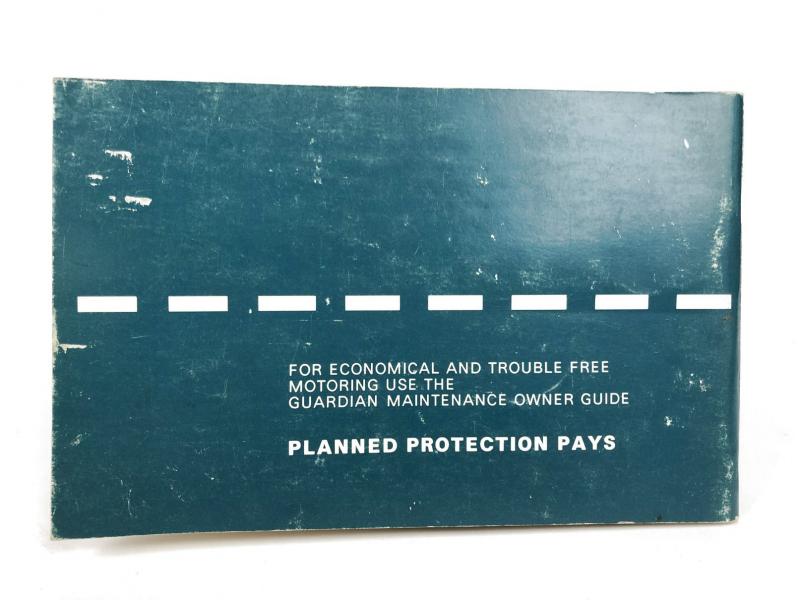 FOR ECONOMICAL AND TROUBLE FREE
MOTORING USE THE
GUARDIAN MAINTENANCE OWNER GUIDE
PLANNED PROTECTION PAYS